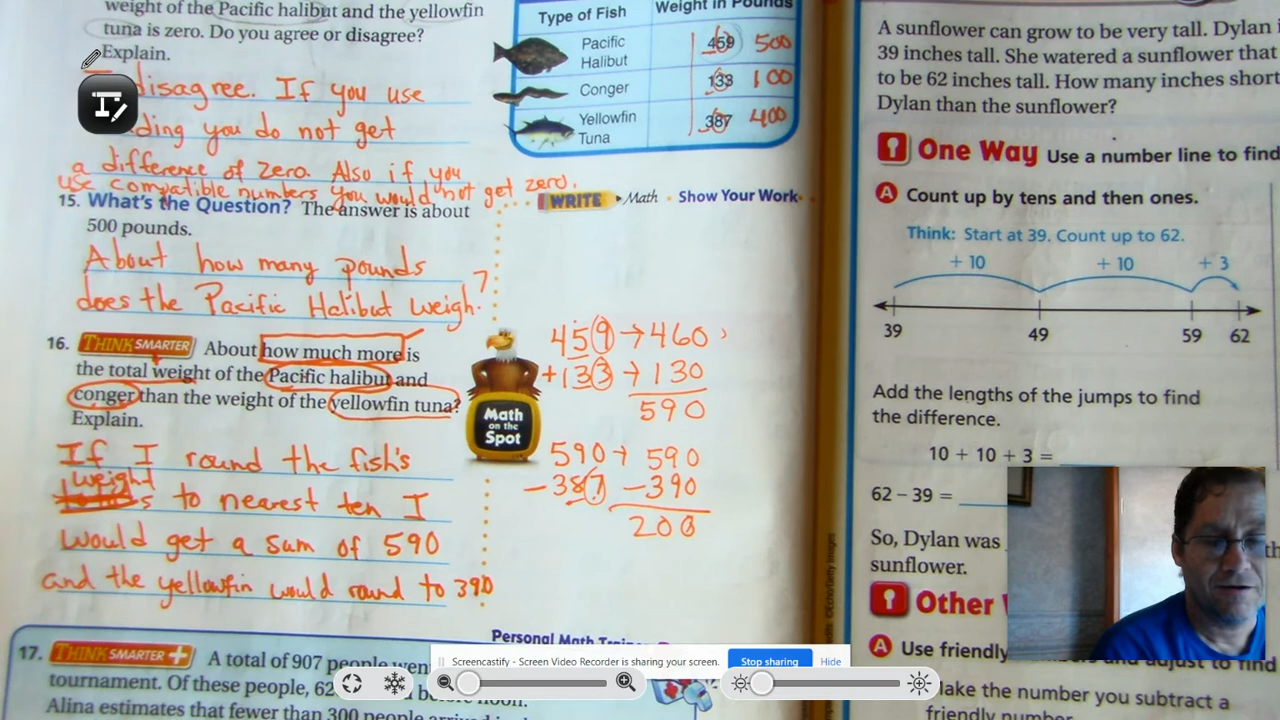 weight of the Pacific halibut and the yellowfin
tuna is zero. Do you agree or disagree?
Explain.
disagree. If you use
ding you do not get
a difference of zero. Also if you
use compatible numbers you would not get zero.
Type of Fish
Weight in Pounds
Pacific
Halibut
459 500
Conger
133 100
Yellowfin
Tuna
387 400
WRITE Math • Show Your Work
15. What's the Question? The answer is about
500 pounds.
About how many pounds
does the Pacific Halibut weigh?
16. THINK SMARTER About how much more is
the total weight of the Pacific halibut and
conger than the weight of the yellowfin tuna?
Explain.
If I round the fish's
weight
to nearest ten I
would get a sum of 590
and the yellowfin would round to 390
Math
on the
Spot
459 → 460
+133 → 130
590
590 → 590
-387 -390
200
Personal Math Trainer
17. THINK SMARTER + A total of 907 people went
tournament. Of these people, 62
noon.
Alina estimates that fewer than 300 people arrived
A sunflower can grow to be very tall. Dylan
39 inches tall. She watered a sunflower that
to be 62 inches tall. How many inches short
Dylan than the sunflower?
One Way Use a number line to find
A Count up by tens and then ones.
Think: Start at 39. Count up to 62.
+ 10 + 10 + 3
39 49 59 62
Add the lengths of the jumps to find
the difference.
10 + 10 + 3 =
62 – 39 =
So, Dylan was
sunflower.
Other
A Use friendly
adjust to find
Make the number you subtract a
friendly number.
©Echo/Getty Images
Screencastify - Screen Video Recorder is sharing your screen.
Stop sharing
Hide